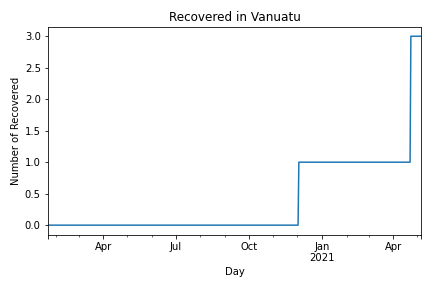 Recovered in Vanuatu
Number of Recovered
3.0
2.5
2.0
1.5
1.0
0.5
0.0
Apr
Jul
Oct
Jan
2021
Apr
Day